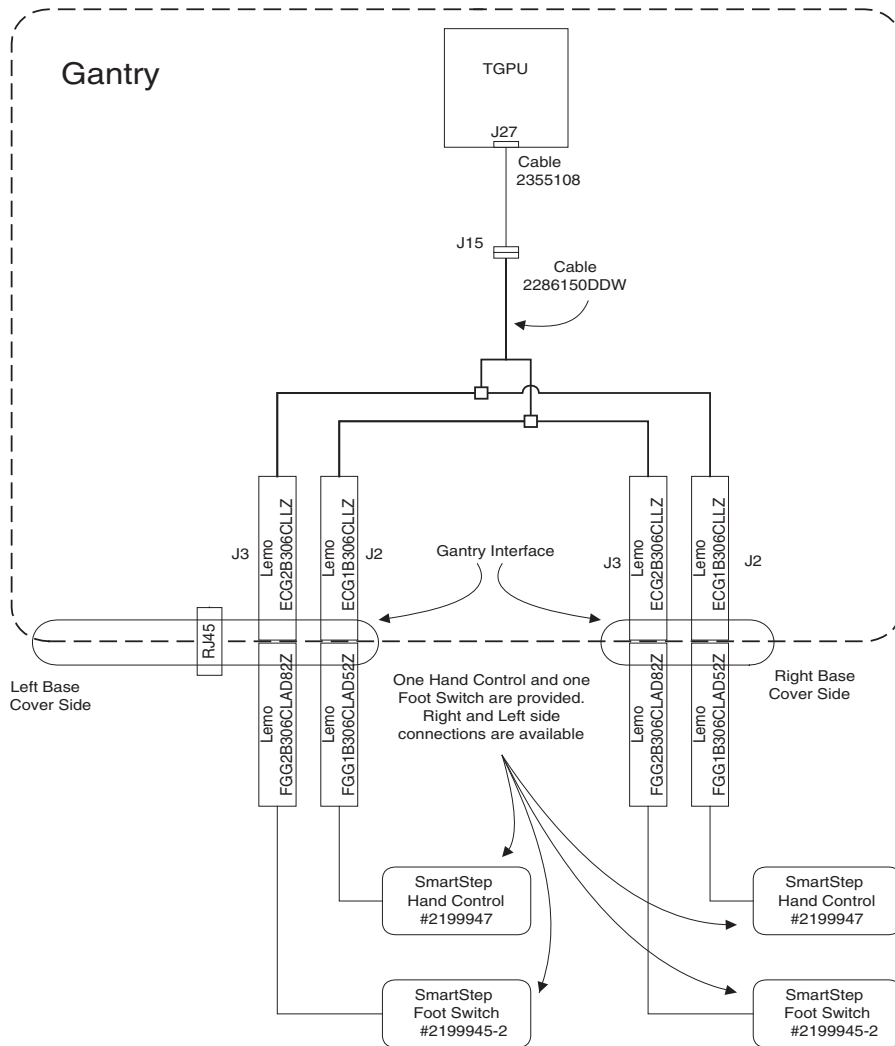 Gantry
TGPU
J27
Cable
2355108
J15
Cable
2286150DDW
J3
Lemo
ECG2B306CLLZ
Lemo
ECG1B306CLLZ
J2
Gantry Interface
J3
Lemo
ECG2B306CLLZ
Lemo
ECG1B306CLLZ
J2
RJ45
Left Base
Cover Side
Lemo
FGG2B306CLAD82Z
Lemo
FGG1B306CLAD52Z
One Hand Control and one
Foot Switch are provided.
Right and Left side
connections are available
Lemo
FGG2B306CLAD82Z
Lemo
FGG1B306CLAD52Z
Right Base
Cover Side
SmartStep
Hand Control
#2199947
SmartStep
Hand Control
#2199947
SmartStep
Foot Switch
#2199945-2
SmartStep
Foot Switch
#2199945-2